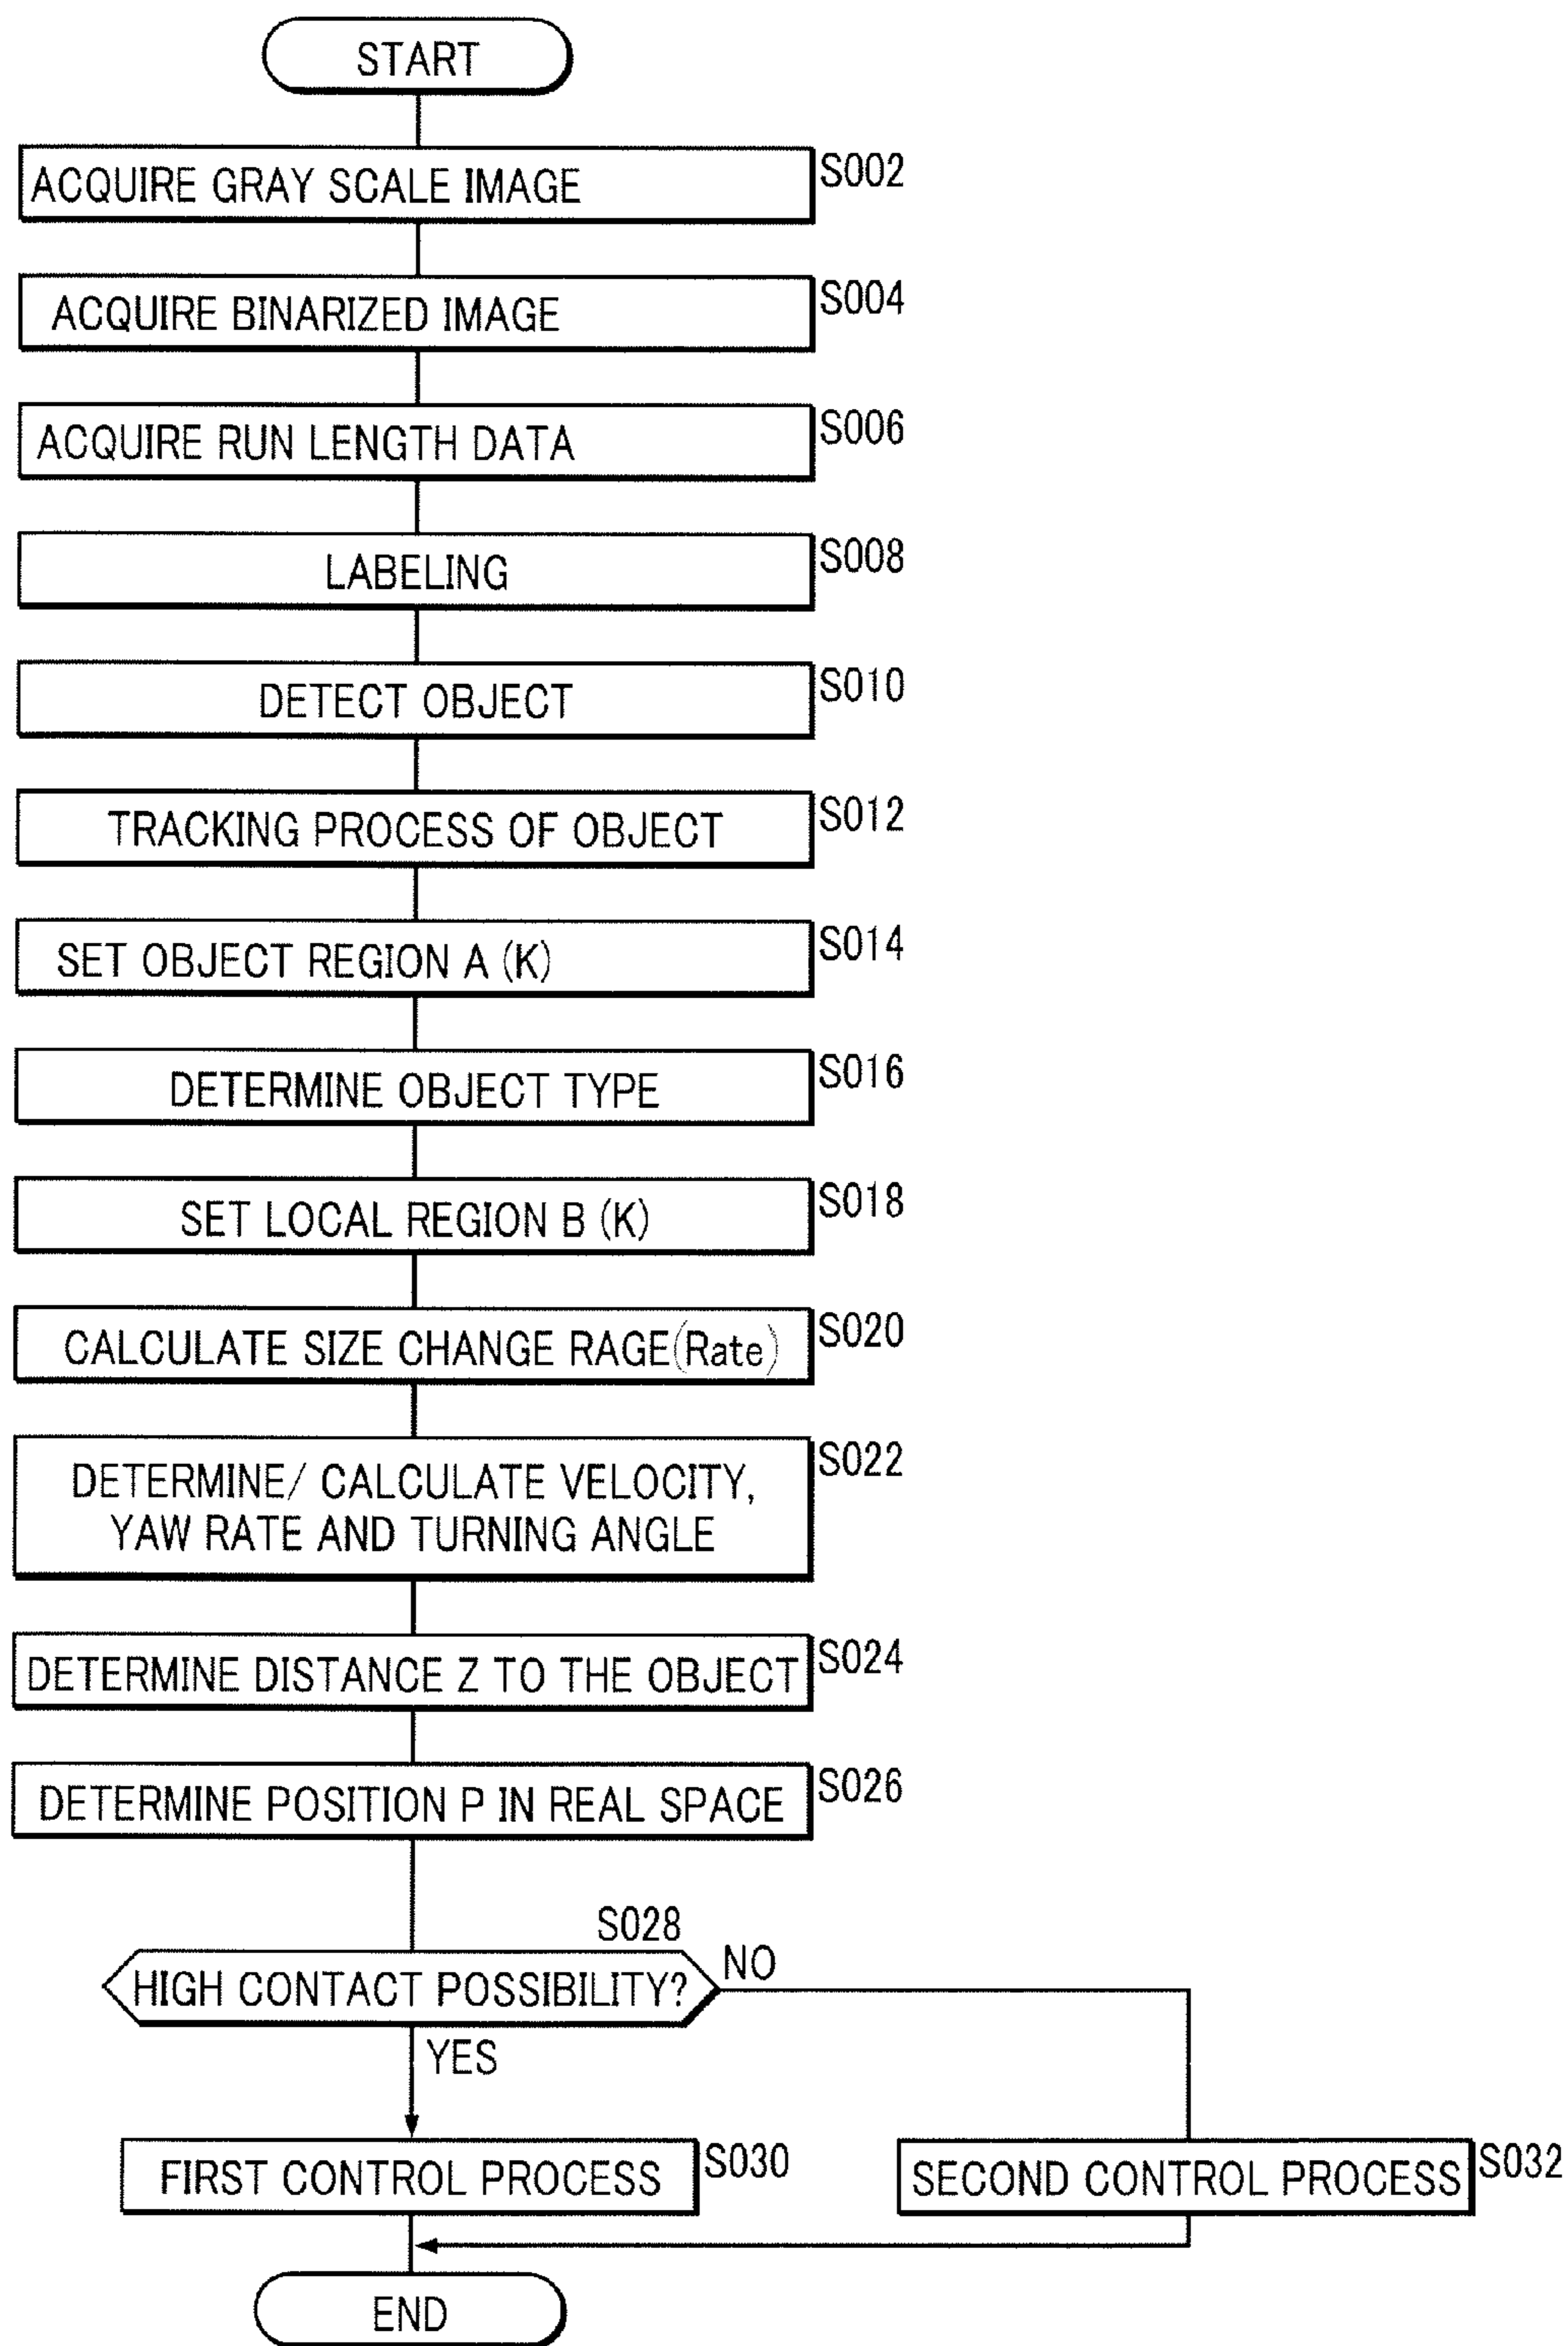 START
ACQUIRE GRAY SCALE IMAGE S002
ACQUIRE BINARIZED IMAGE S004
ACQUIRE RUN LENGTH DATA S006
LABELING S008
DETECT OBJECT S010
TRACKING PROCESS OF OBJECT S012
SET OBJECT REGION A (K) S014
DETERMINE OBJECT TYPE S016
SET LOCAL REGION B (K) S018
CALCULATE SIZE CHANGE RAGE(Rate) S020
DETERMINE/ CALCULATE VELOCITY, S022
YAW RATE AND TURNING ANGLE
DETERMINE DISTANCE Z TO THE OBJECT S024
DETERMINE POSITION P IN REAL SPACE S026
S028
HIGH CONTACT POSSIBILITY? NO
YES
FIRST CONTROL PROCESS S030 SECOND CONTROL PROCESS S032
END